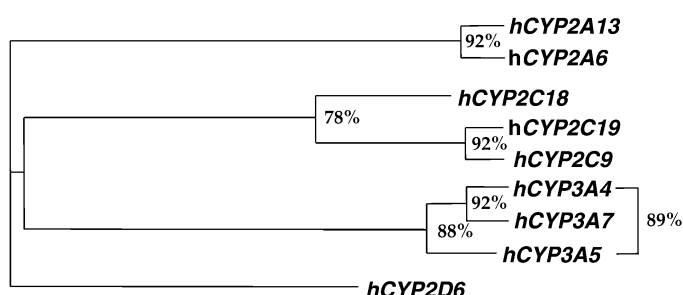 hCYP2A13
92%
hCYP2A6
hCYP2C18
78%
hCYP2C19
92%
hCYP2C9
hCYP3A4
92%
89%
hCYP3A7
88%
hCYP3A5
hCYP2D6